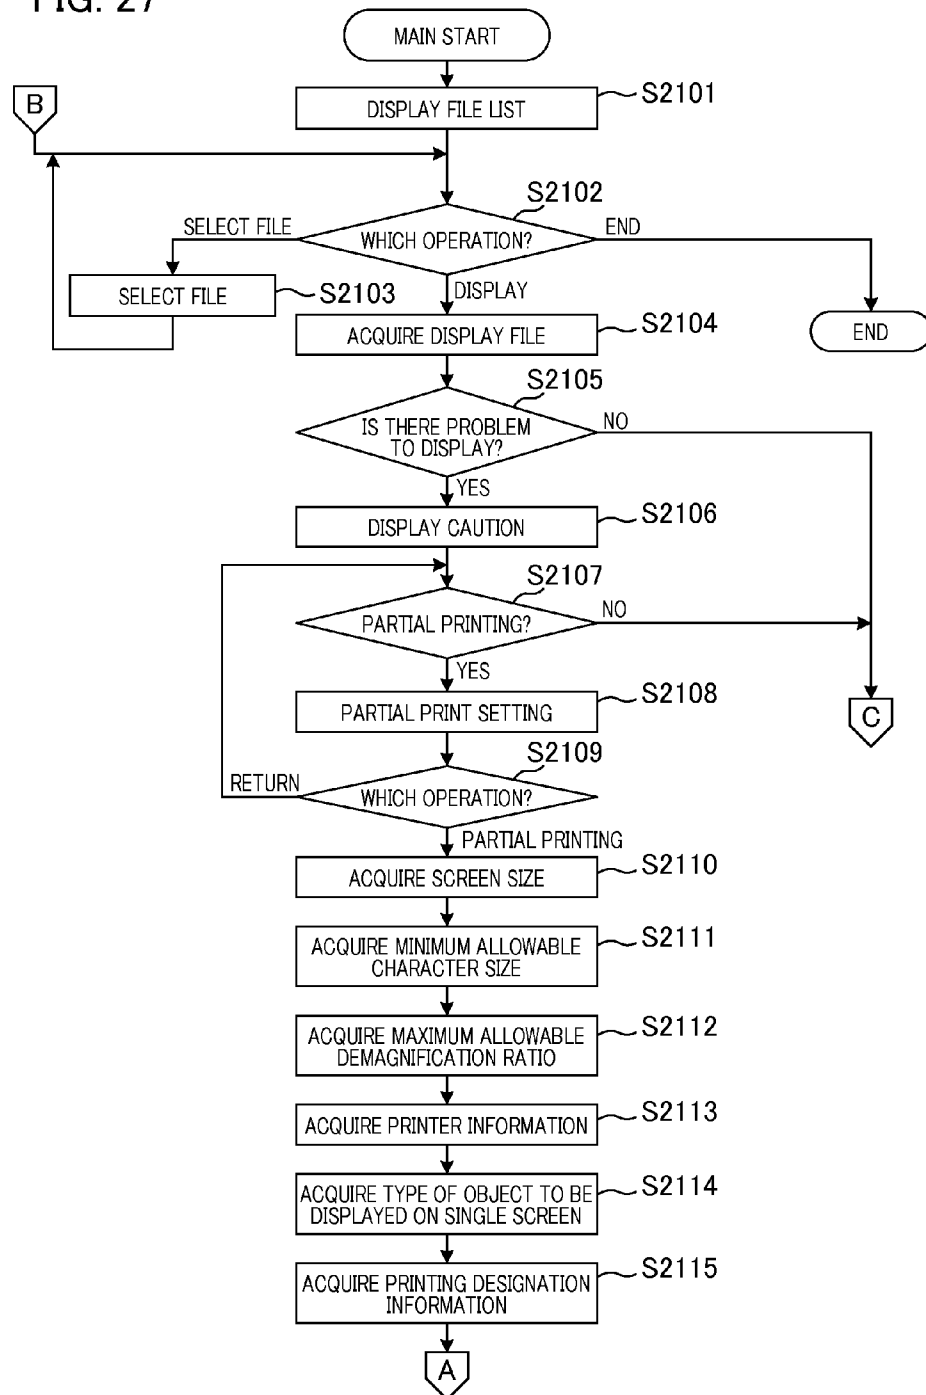 FIG. 27
MAIN START
B
DISPLAY FILE LIST
S2101
S2102
SELECT FILE
WHICH OPERATION?
END
SELECT FILE
S2103
DISPLAY
ACQUIRE DISPLAY FILE
S2104
END
S2105
IS THERE PROBLEM
TO DISPLAY?
NO
YES
DISPLAY CAUTION
S2106
S2107
PARTIAL PRINTING?
NO
YES
PARTIAL PRINT SETTING
S2108
C
S2109
RETURN
WHICH OPERATION?
PARTIAL PRINTING
ACQUIRE SCREEN SIZE
S2110
ACQUIRE MINIMUM ALLOWABLE
CHARACTER SIZE
S2111
ACQUIRE MAXIMUM ALLOWABLE
DEMAGNIFICATION RATIO
S2112
ACQUIRE PRINTER INFORMATION
S2113
ACQUIRE TYPE OF OBJECT TO BE
DISPLAYED ON SINGLE SCREEN
S2114
ACQUIRE PRINTING DESIGNATION
INFORMATION
S2115
A